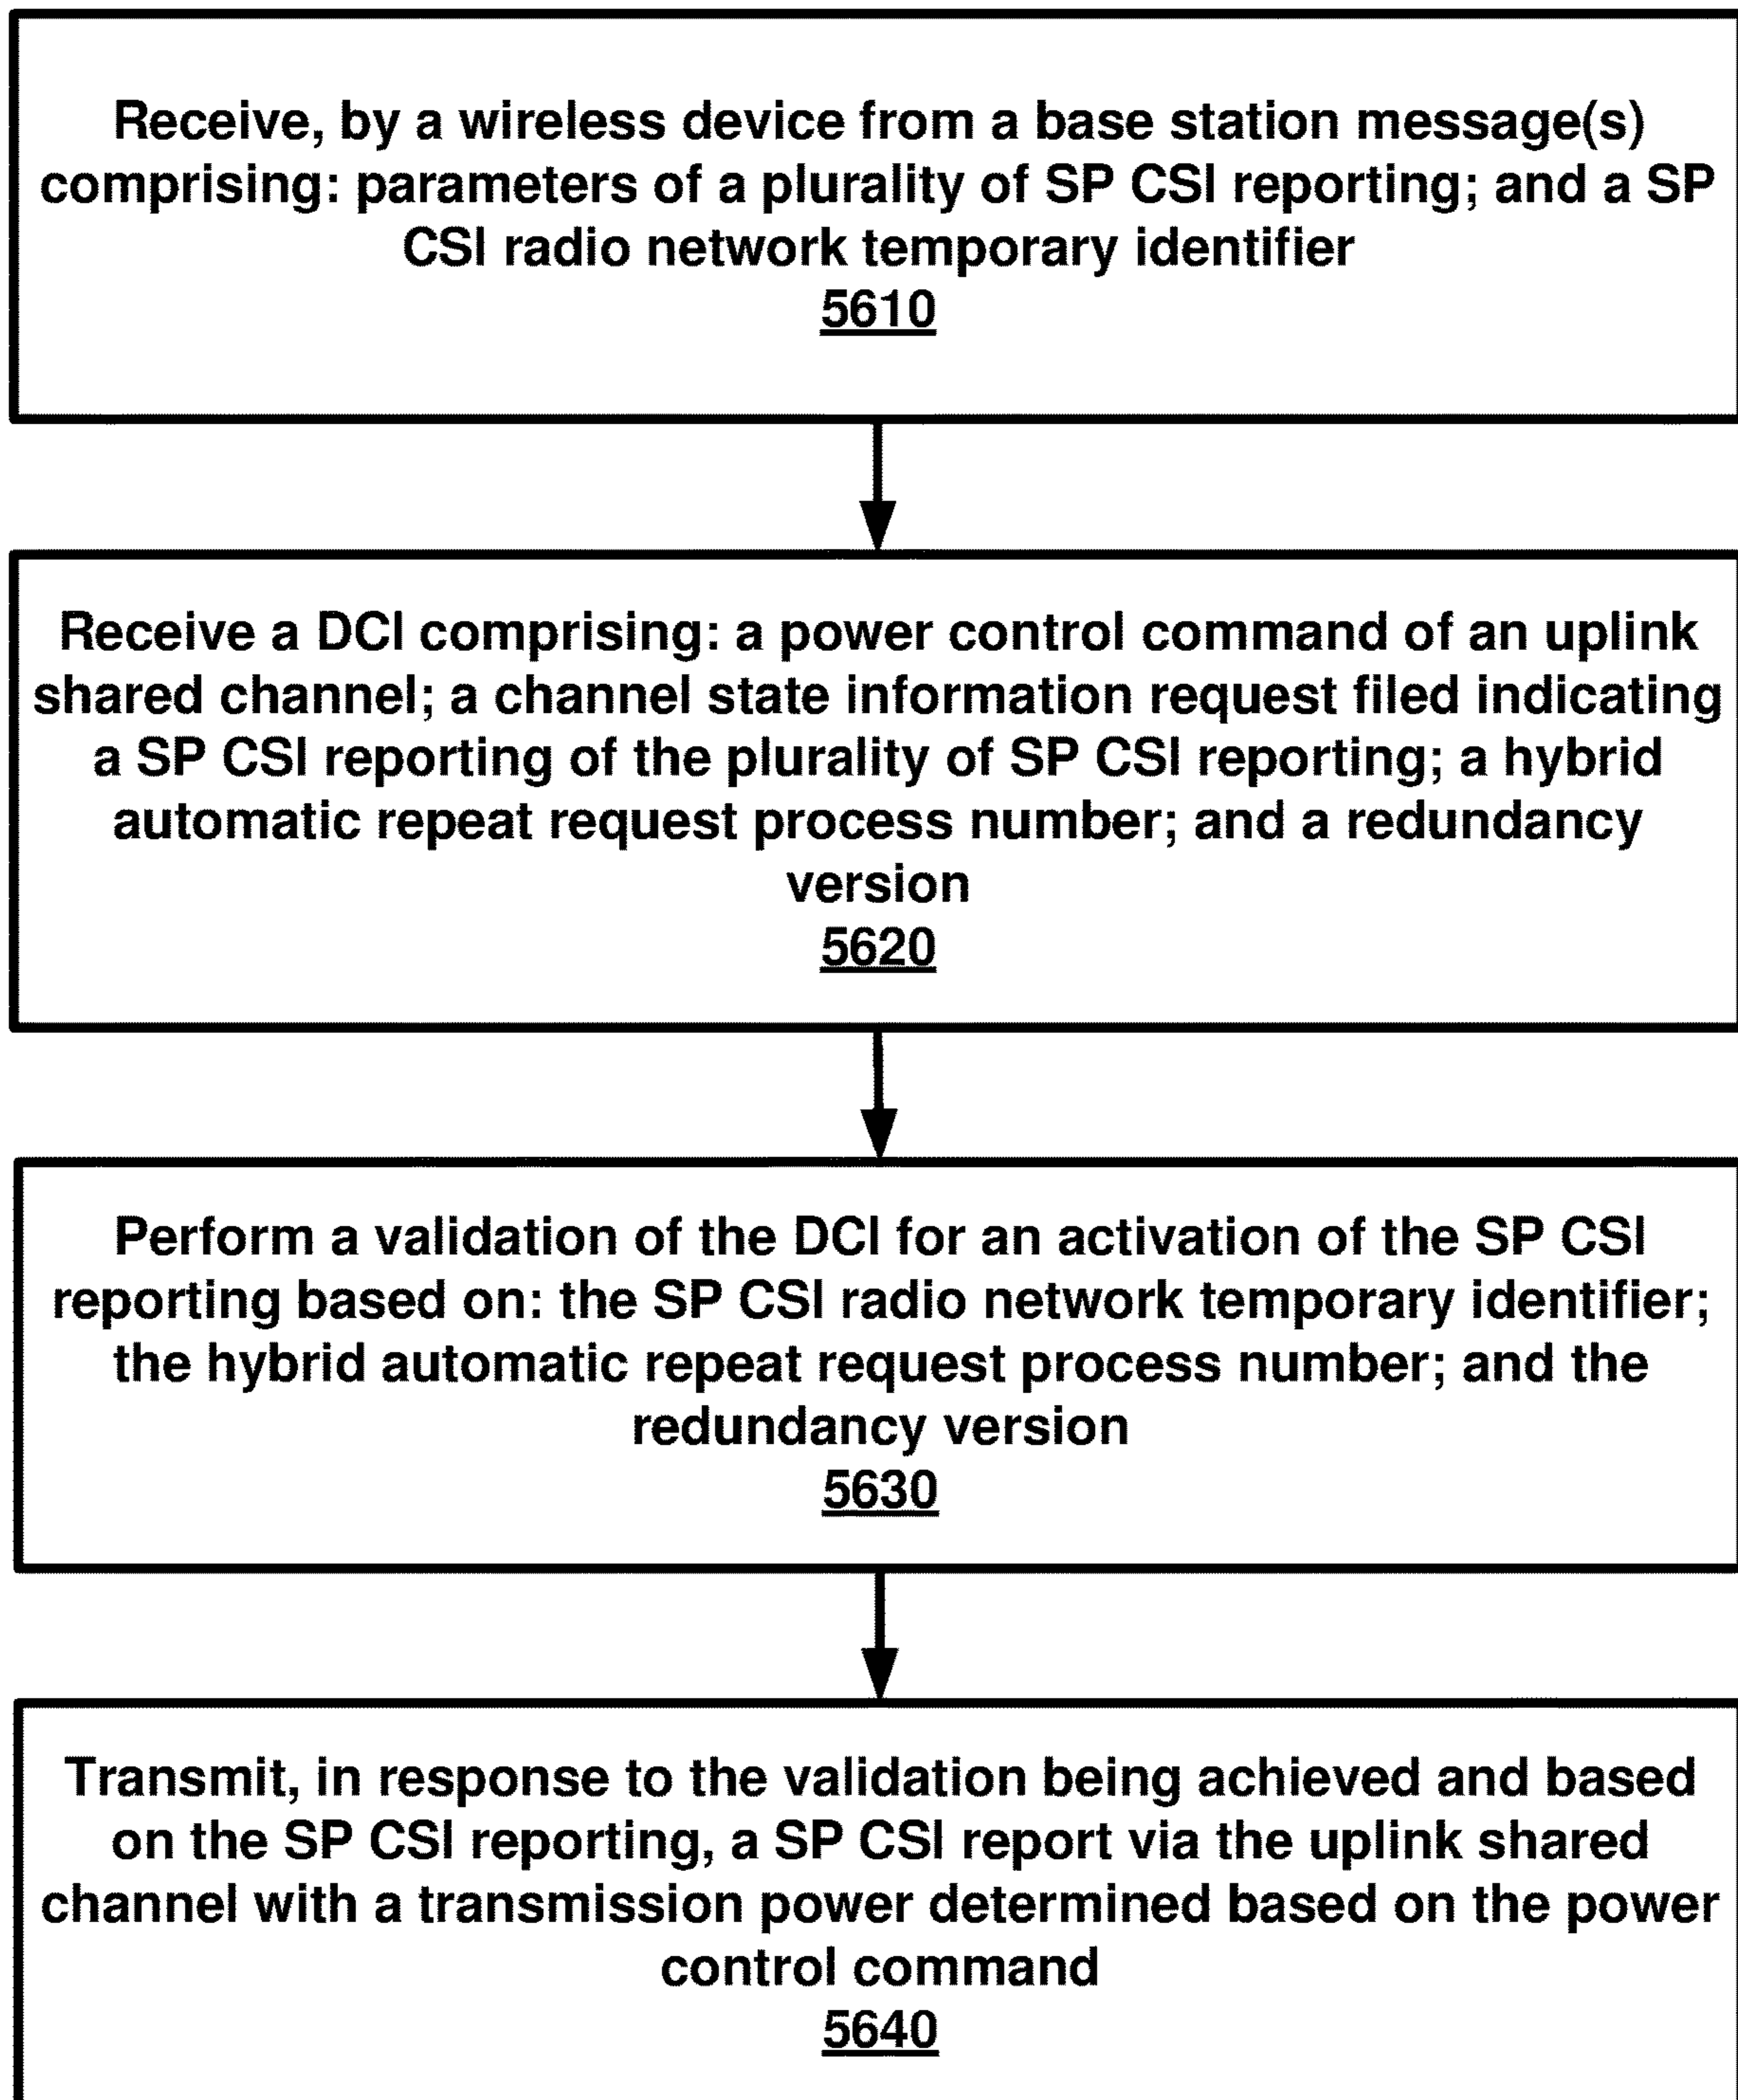 Receive, by a wireless device from a base station message(s)
comprising: parameters of a plurality of SP CSI reporting; and a SP
CSI radio network temporary identifier
5610
Receive a DCI comprising: a power control command of an uplink
shared channel; a channel state information request filed indicating
a SP CSI reporting of the plurality of SP CSI reporting; a hybrid
automatic repeat request process number; and a redundancy
version
5620
Perform a validation of the DCI for an activation of the SP CSI
reporting based on: the SP CSI radio network temporary identifier;
the hybrid automatic repeat request process number; and the
redundancy version
5630
Transmit, in response to the validation being achieved and based
on the SP CSI reporting, a SP CSI report via the uplink shared
channel with a transmission power determined based on the power
control command
5640